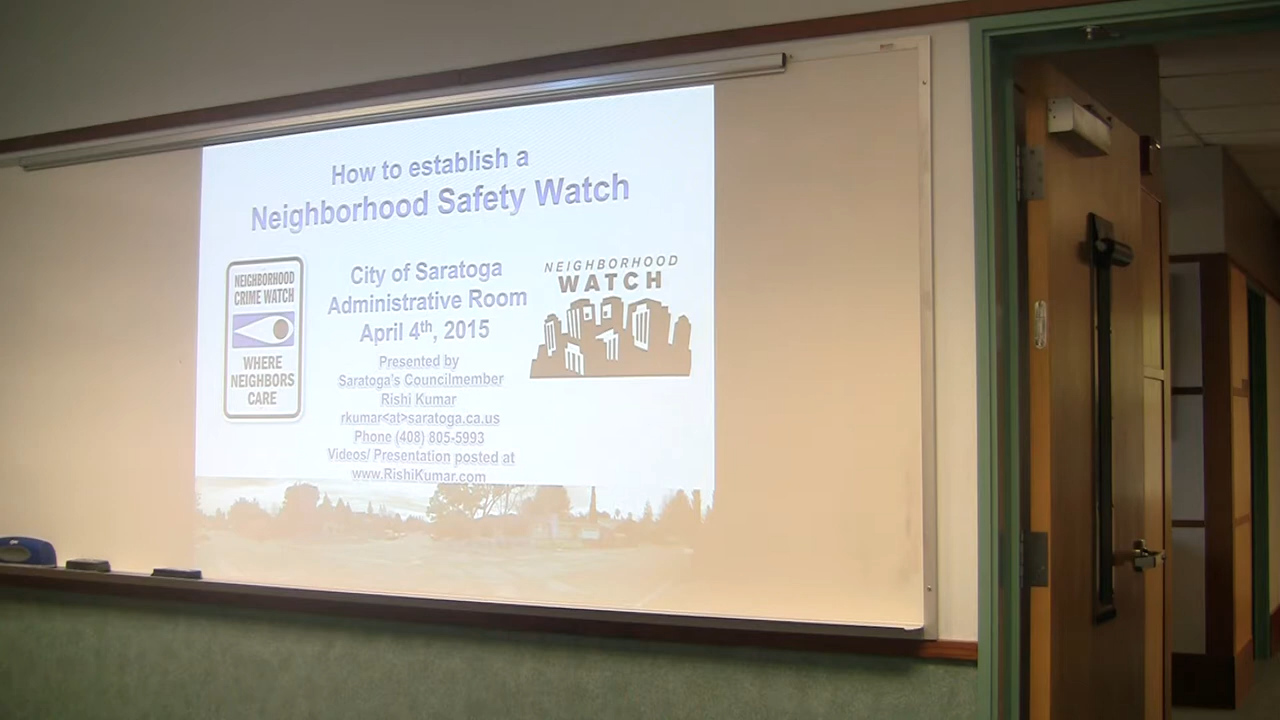 How to establish a
Neighborhood Safety Watch
NEIGHBORHOOD
CRIME WATCH
WHERE
NEIGHBORS
CARE
City of Saratoga
Administrative Room
April 4th, 2015
Presented by
Saratoga's Councilmember
Rishi Kumar
rkumar<at>saratoga.ca.us
Phone (408) 805-5993
Videos/ Presentation posted at
www.RishiKumar.com
NEIGHBORHOOD
WATCH